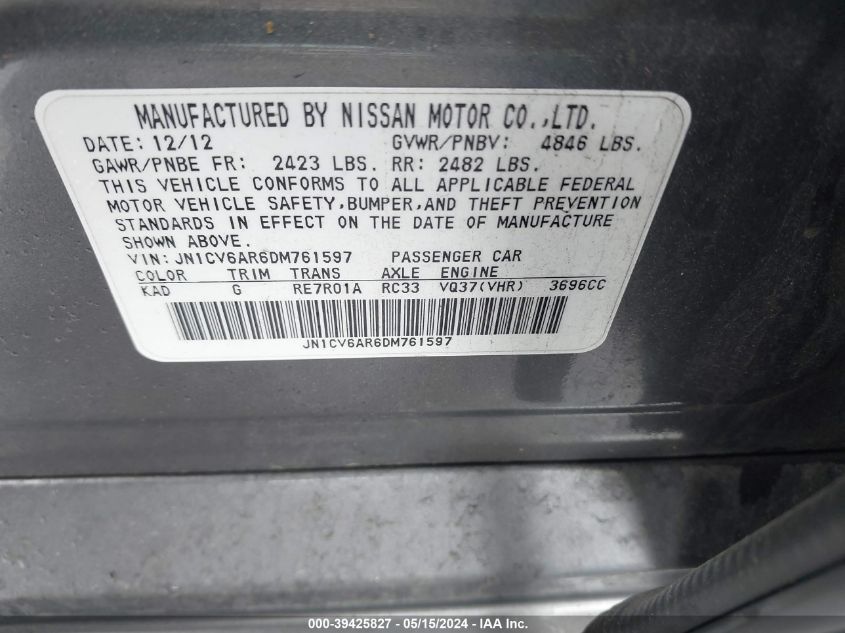 MANUFACTURED BY NISSAN MOTOR CO.,LTD.
DATE: 12/12 GVWR/PNBV: 4846 LBS.
GAWR/PNBE FR: 2423 LBS. RR: 2482 LBS.
THIS VEHICLE CONFORMS TO ALL APPLICABLE FEDERAL
MOTOR VEHICLE SAFETY,BUMPER,AND THEFT PREVENTION
STANDARDS IN EFFECT ON THE DATE OF MANUFACTURE
SHOWN ABOVE.
VIN: JN1CV6AR6DM761597 PASSENGER CAR
COLOR TRIM TRANS AXLE ENGINE
KAD G RE7R01A RC33 VQ37(VHR) 3696CC
JN1CV6AR6DM761597
000-39425827 - 05/15/2024 - IAA Inc.